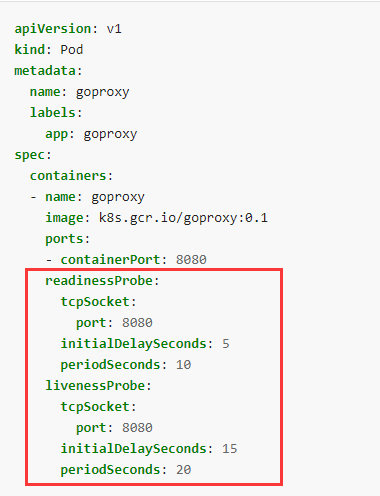 apiVersion: v1
kind: Pod
metadata:
  name: goproxy
  labels:
    app: goproxy
spec:
  containers:
  - name: goproxy
    image: k8s.gcr.io/goproxy:0.1
    ports:
    - containerPort: 8080
    readinessProbe:
      tcpSocket:
        port: 8080
      initialDelaySeconds: 5
      periodSeconds: 10
    livenessProbe:
      tcpSocket:
        port: 8080
      initialDelaySeconds: 15
      periodSeconds: 20